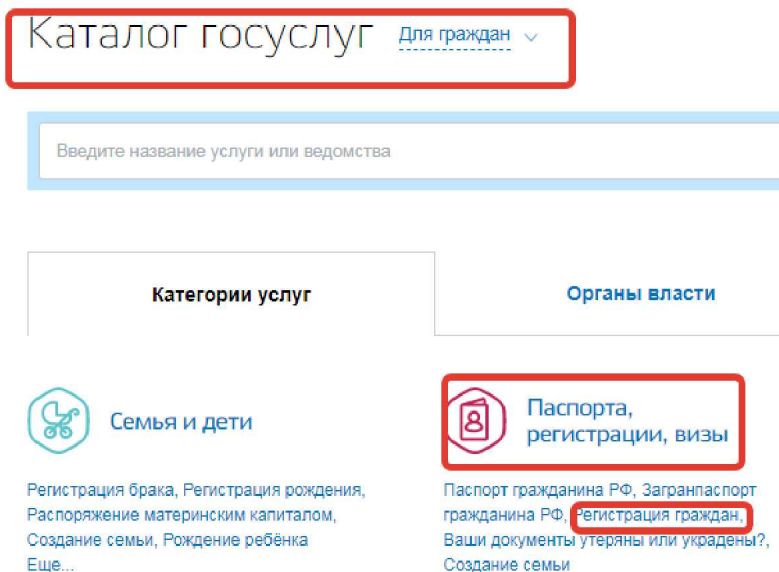 Каталог госуслуг Для граждан
Введите название услуги или ведомства
Категории услуг
Органы власти
Семья и дети
Регистрация брака, Регистрация рождения,
Распоряжение материнским капиталом,
Создание семьи, Рождение ребёнка
Еще...
Паспорта,
регистрации, визы
Паспорт гражданина РФ, Загранпаспорт
гражданина РФ, Регистрация граждан,
Ваши документы утеряны или украдены?,
Создание семьи